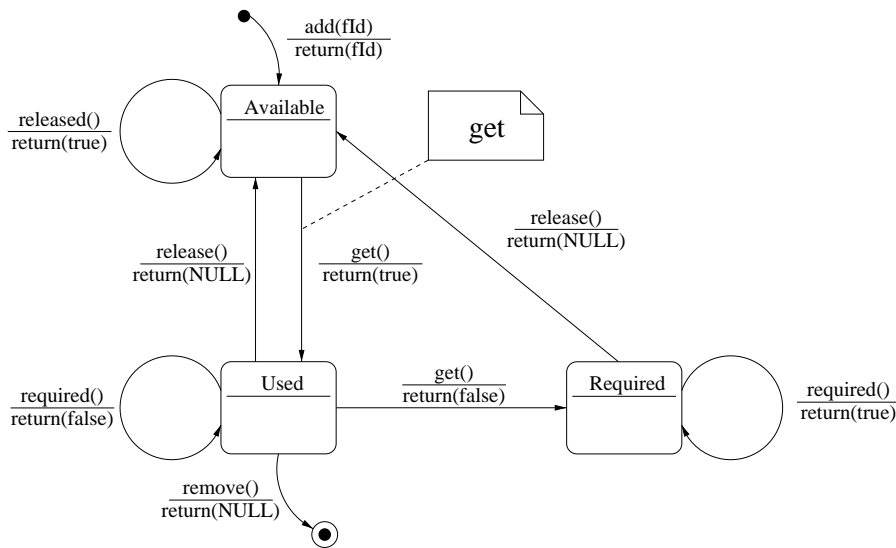 add(fId)
return(fId)
Available
released()
return(true)
get
release()
return(NULL)
get()
return(true)
release()
return(NULL)
Used
required()
return(false)
get()
return(false)
Required
required()
return(true)
remove()
return(NULL)